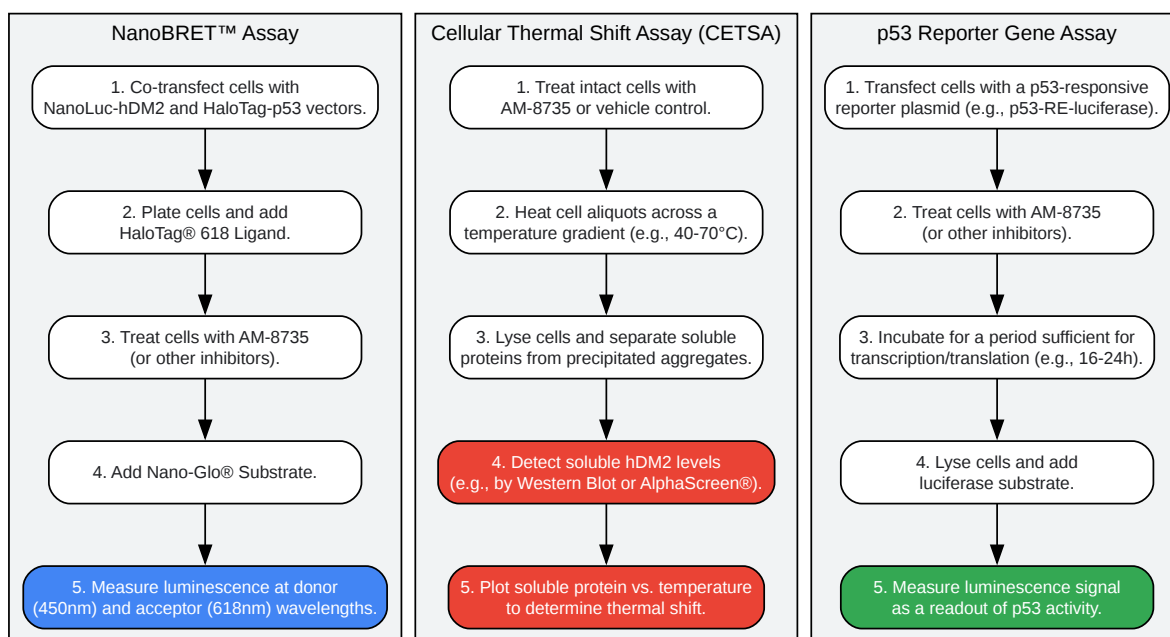 NanoBRET™ Assay
1. Co-transfect cells with
NanoLuc-hDM2 and HaloTag-p53 vectors.
2. Plate cells and add
HaloTag® 618 Ligand.
3. Treat cells with AM-8735
(or other inhibitors).
4. Add Nano-Glo® Substrate.
5. Measure luminescence at donor
(450nm) and acceptor (618nm) wavelengths.
Cellular Thermal Shift Assay (CETSA)
1. Treat intact cells with
AM-8735 or vehicle control.
2. Heat cell aliquots across a
temperature gradient (e.g., 40-70°C).
3. Lyse cells and separate soluble
proteins from precipitated aggregates.
4. Detect soluble hDM2 levels
(e.g., by Western Blot or AlphaScreen®).
5. Plot soluble protein vs. temperature
to determine thermal shift.
p53 Reporter Gene Assay
1. Transfect cells with a p53-responsive
reporter plasmid (e.g., p53-RE-luciferase).
2. Treat cells with AM-8735
(or other inhibitors).
3. Incubate for a period sufficient for
transcription/translation (e.g., 16-24h).
4. Lyse cells and add
luciferase substrate.
5. Measure luminescence signal
as a readout of p53 activity.